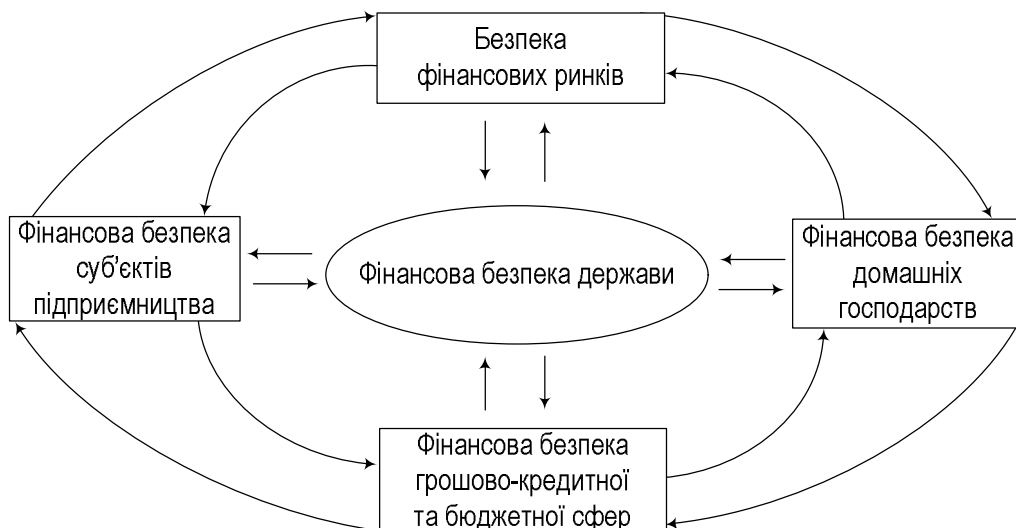 Безпека
фінансових ринків
Фінансова безпека
суб’єктів
підприємництва
Фінансова безпека держави
Фінансова безпека
домашніх
господарств
Фінансова безпека
грошово-кредитної
та бюджетної сфер